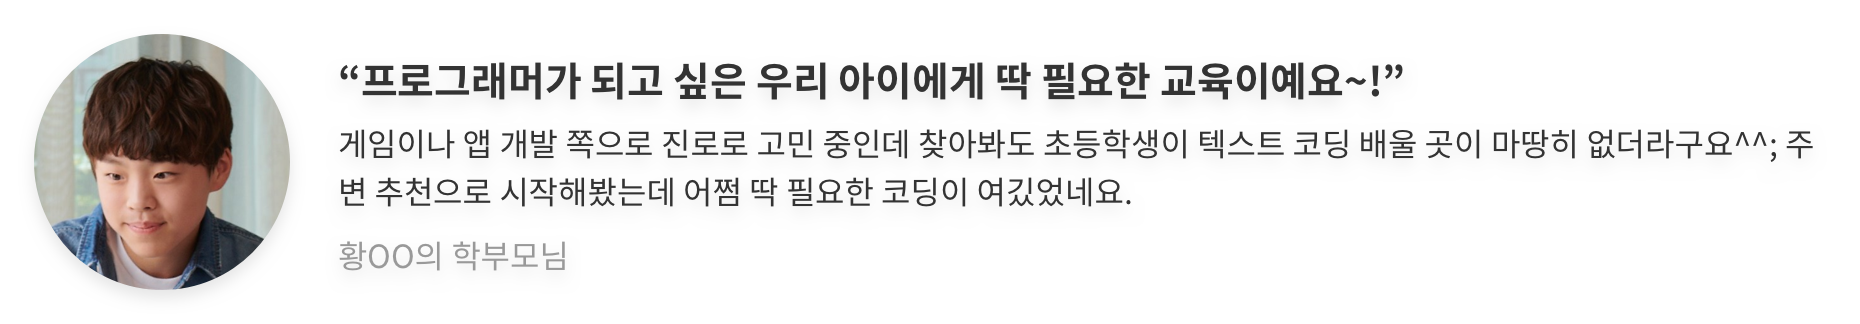 “프로그래머가 되고 싶은 우리 아이에게 딱 필요한 교육이예요~!”
게임이나 앱 개발 쪽으로 진로로 고민 중인데 찾아봐도 초등학생이 텍스트 코딩 배울 곳이 마땅히 없더라구요^^; 주
변 추천으로 시작해봤는데 어쩜 딱 필요한 코딩이 여깄었네요.
황OO의 학부모님